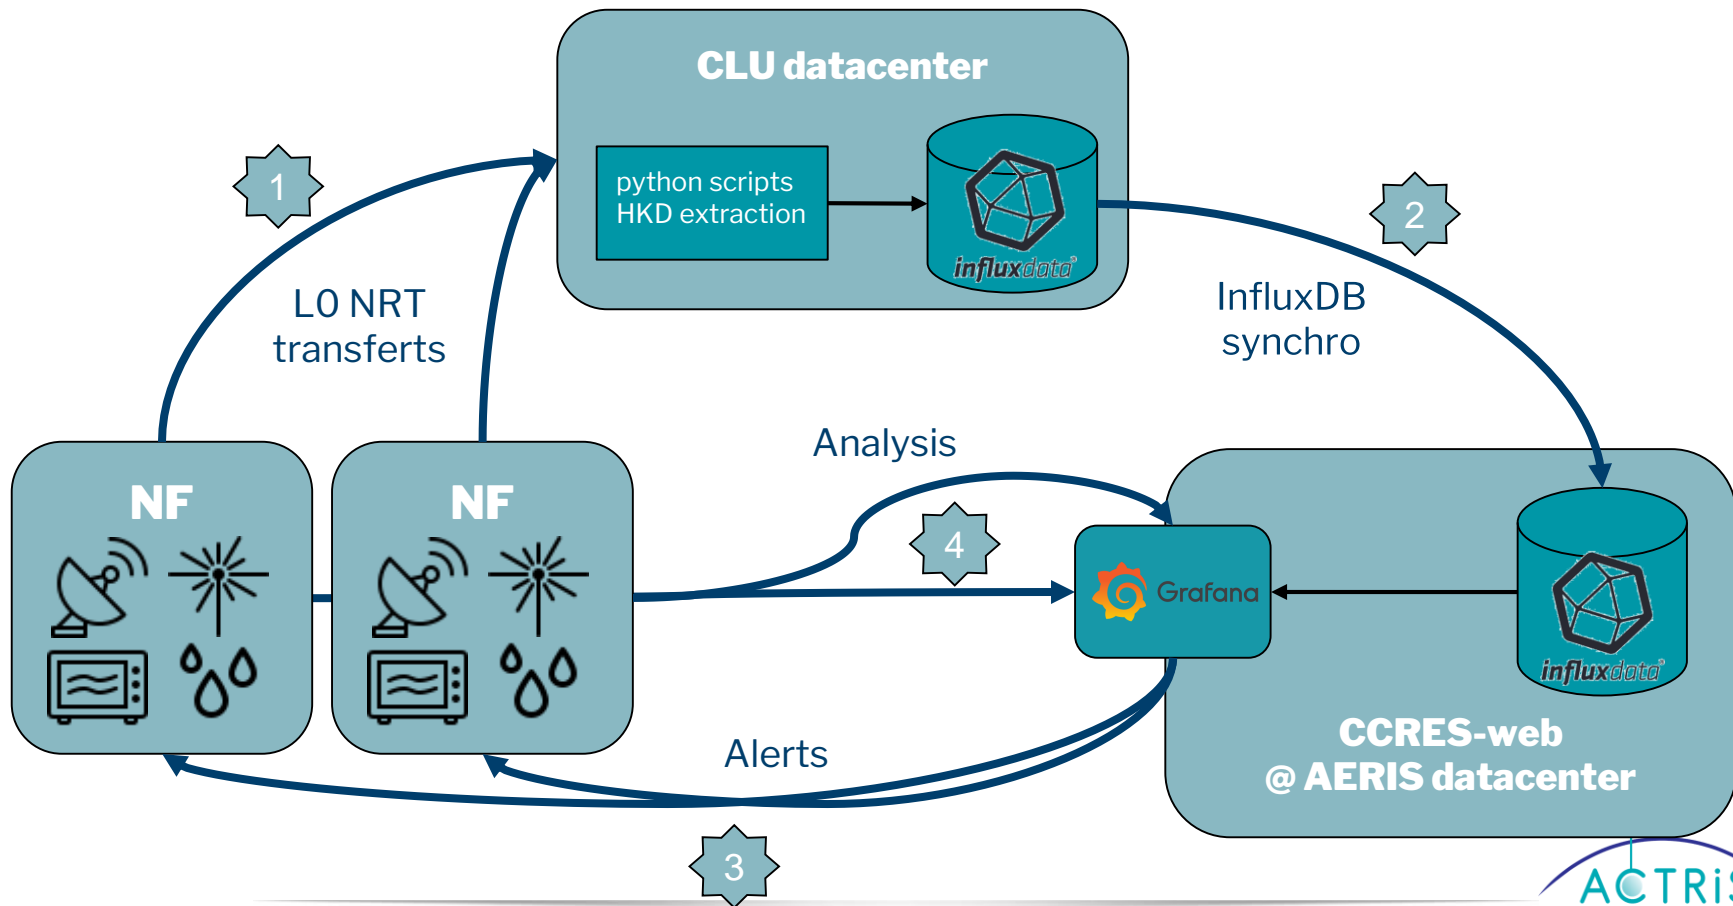 CLU datacenter
python scripts
HKD extraction
influxdata®
1
2
L0 NRT
transferts
InfluxDB
synchro
Analysis
NF
NF
4
Grafana
influxdata®
Alerts
CCRES-web
@ AERIS datacenter
3
ACTRiS